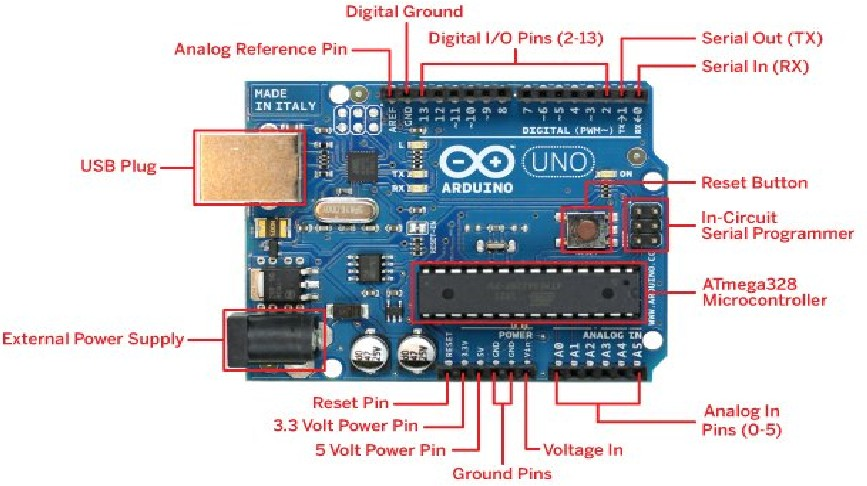 Digital Ground
Analog Reference Pin
Digital I/O Pins (2-13)
Serial Out (TX)
Serial In (RX)
MADE
IN ITALY
AREF
GND
13
12
~11
~10
~9
8
7
~6
~5
4
~3
2
TX→1
RX←0
DIGITAL (PWM~)
L
TX
RX
ARDUINO
UNO
ON
USB Plug
Reset Button
In-Circuit
Serial Programmer
ATmega328
Microcontroller
External Power Supply
POWER
ANALOG IN
RESET
3.3V
5V
GND
GND
Vin
A0
A1
A2
A3
A4
A5
47
25V
47
25V
Reset Pin
3.3 Volt Power Pin
5 Volt Power Pin
Ground Pins
Voltage In
Analog In
Pins (0-5)